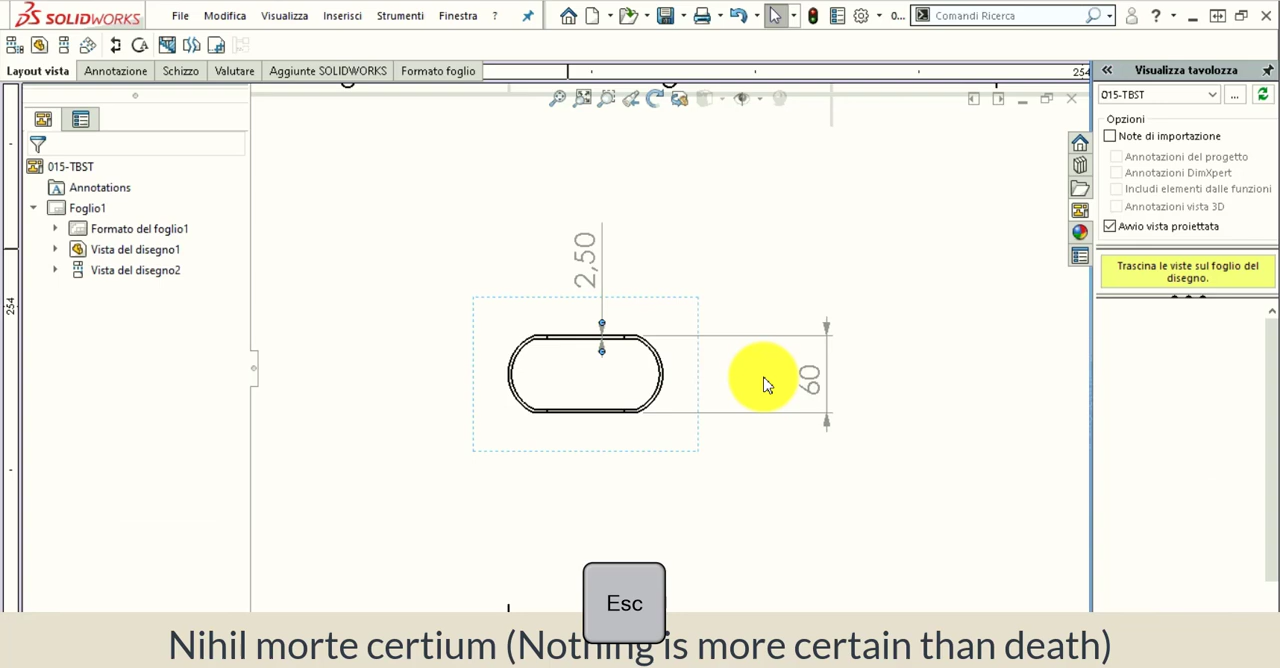 SOLIDWORKS
File Modifica Visualizza Inserisci Strumenti Finestra ?
0...
Comandi Ricerca
?
Layout vista Annotazione Schizzo Valutare Aggiunte SOLIDWORKS Formato foglio
254
Visualizza tavolozza
015-TBST
...
Opzioni
Note di importazione
Annotazioni del progetto
Annotazioni DimXpert
Includi elementi dalle funzioni
Annotazioni vista 3D
Avvio vista proiettata
Trascina le viste sul foglio del
disegno.
015-TBST
Annotations
Foglio1
Formato del foglio1
Vista del disegno1
Vista del disegno2
254
2,50
60
Esc
Nihil morte certium (Nothing is more certain than death)